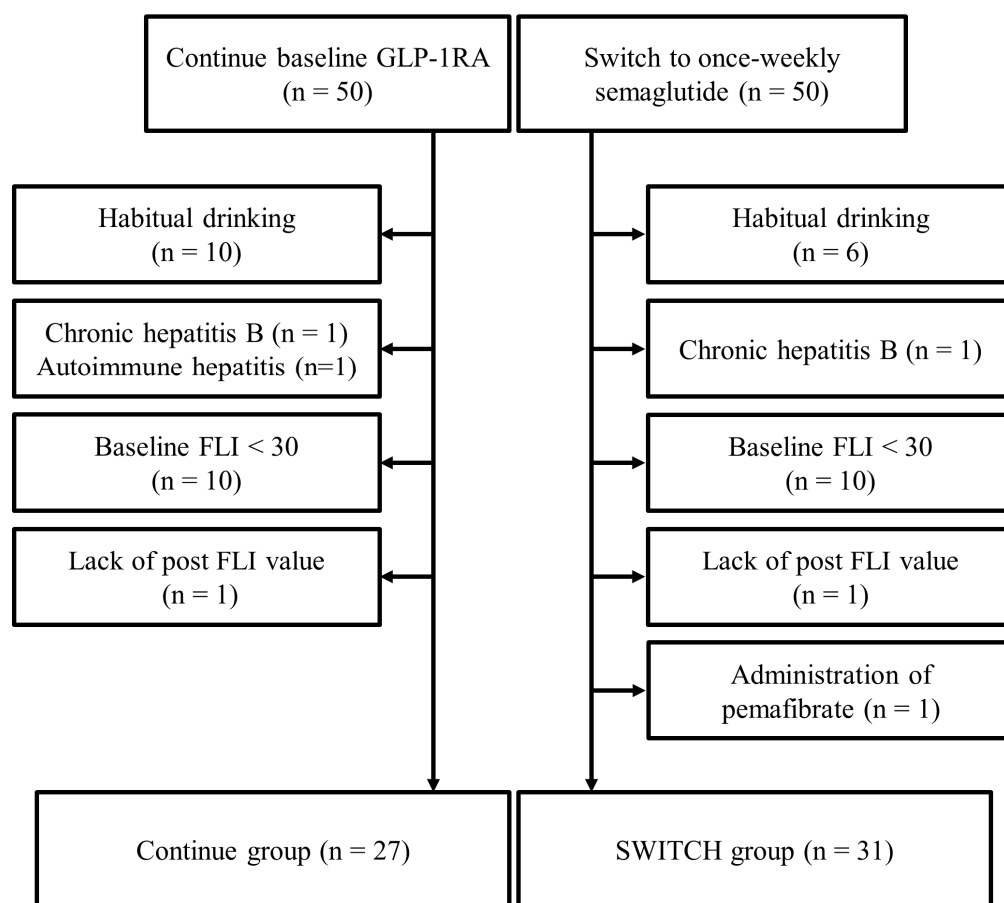 Continue baseline GLP-1RA
(n = 50)
Switch to once-weekly
semaglutide (n = 50)
Habitual drinking
(n = 10)
Habitual drinking
(n = 6)
Chronic hepatitis B (n = 1)
Autoimmune hepatitis (n=1)
Chronic hepatitis B (n = 1)
Baseline FLI < 30
(n = 10)
Baseline FLI < 30
(n = 10)
Lack of post FLI value
(n = 1)
Lack of post FLI value
(n = 1)
Administration of
pemafibrate (n = 1)
Continue group (n = 27)
SWITCH group (n = 31)